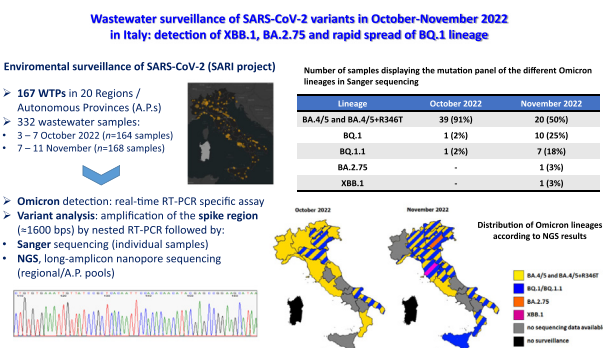 Wastewater surveillance of SARS-CoV-2 variants in October-November 2022
in Italy: detection of XBB.1, BA.2.75 and rapid spread of BQ.1 lineage
Enviromental surveillance of SARS-CoV-2 (SARI project)
➢ 167 WTPs in 20 Regions /
Autonomous Provinces (A.P.s)
➢ 332 wastewater samples:
• 3 – 7 October 2022 (n=164 samples)
• 7 – 11 November (n=168 samples)
➢ Omicron detection: real-time RT-PCR specific assay
➢ Variant analysis: amplification of the spike region
(≈1600 bps) by nested RT-PCR followed by:
• Sanger sequencing (individual samples)
• NGS, long-amplicon nanopore sequencing
(regional/A.P. pools)
Number of samples displaying the mutation panel of the different Omicron
lineages in Sanger sequencing
Lineage October 2022 November 2022
BA.4/5 and BA.4/5+R346T 39 (91%) 20 (50%)
BQ.1 1 (2%) 10 (25%)
BQ.1.1 1 (2%) 7 (18%)
BA.2.75 - 1 (3%)
XBB.1 - 1 (3%)
October 2022
November 2022
Distribution of Omicron lineages
according to NGS results
BA.4/5 and BA.4/5+R346T
BQ.1/BQ.1.1
BA.2.75
XBB.1
no sequencing data availabl
no surveillance